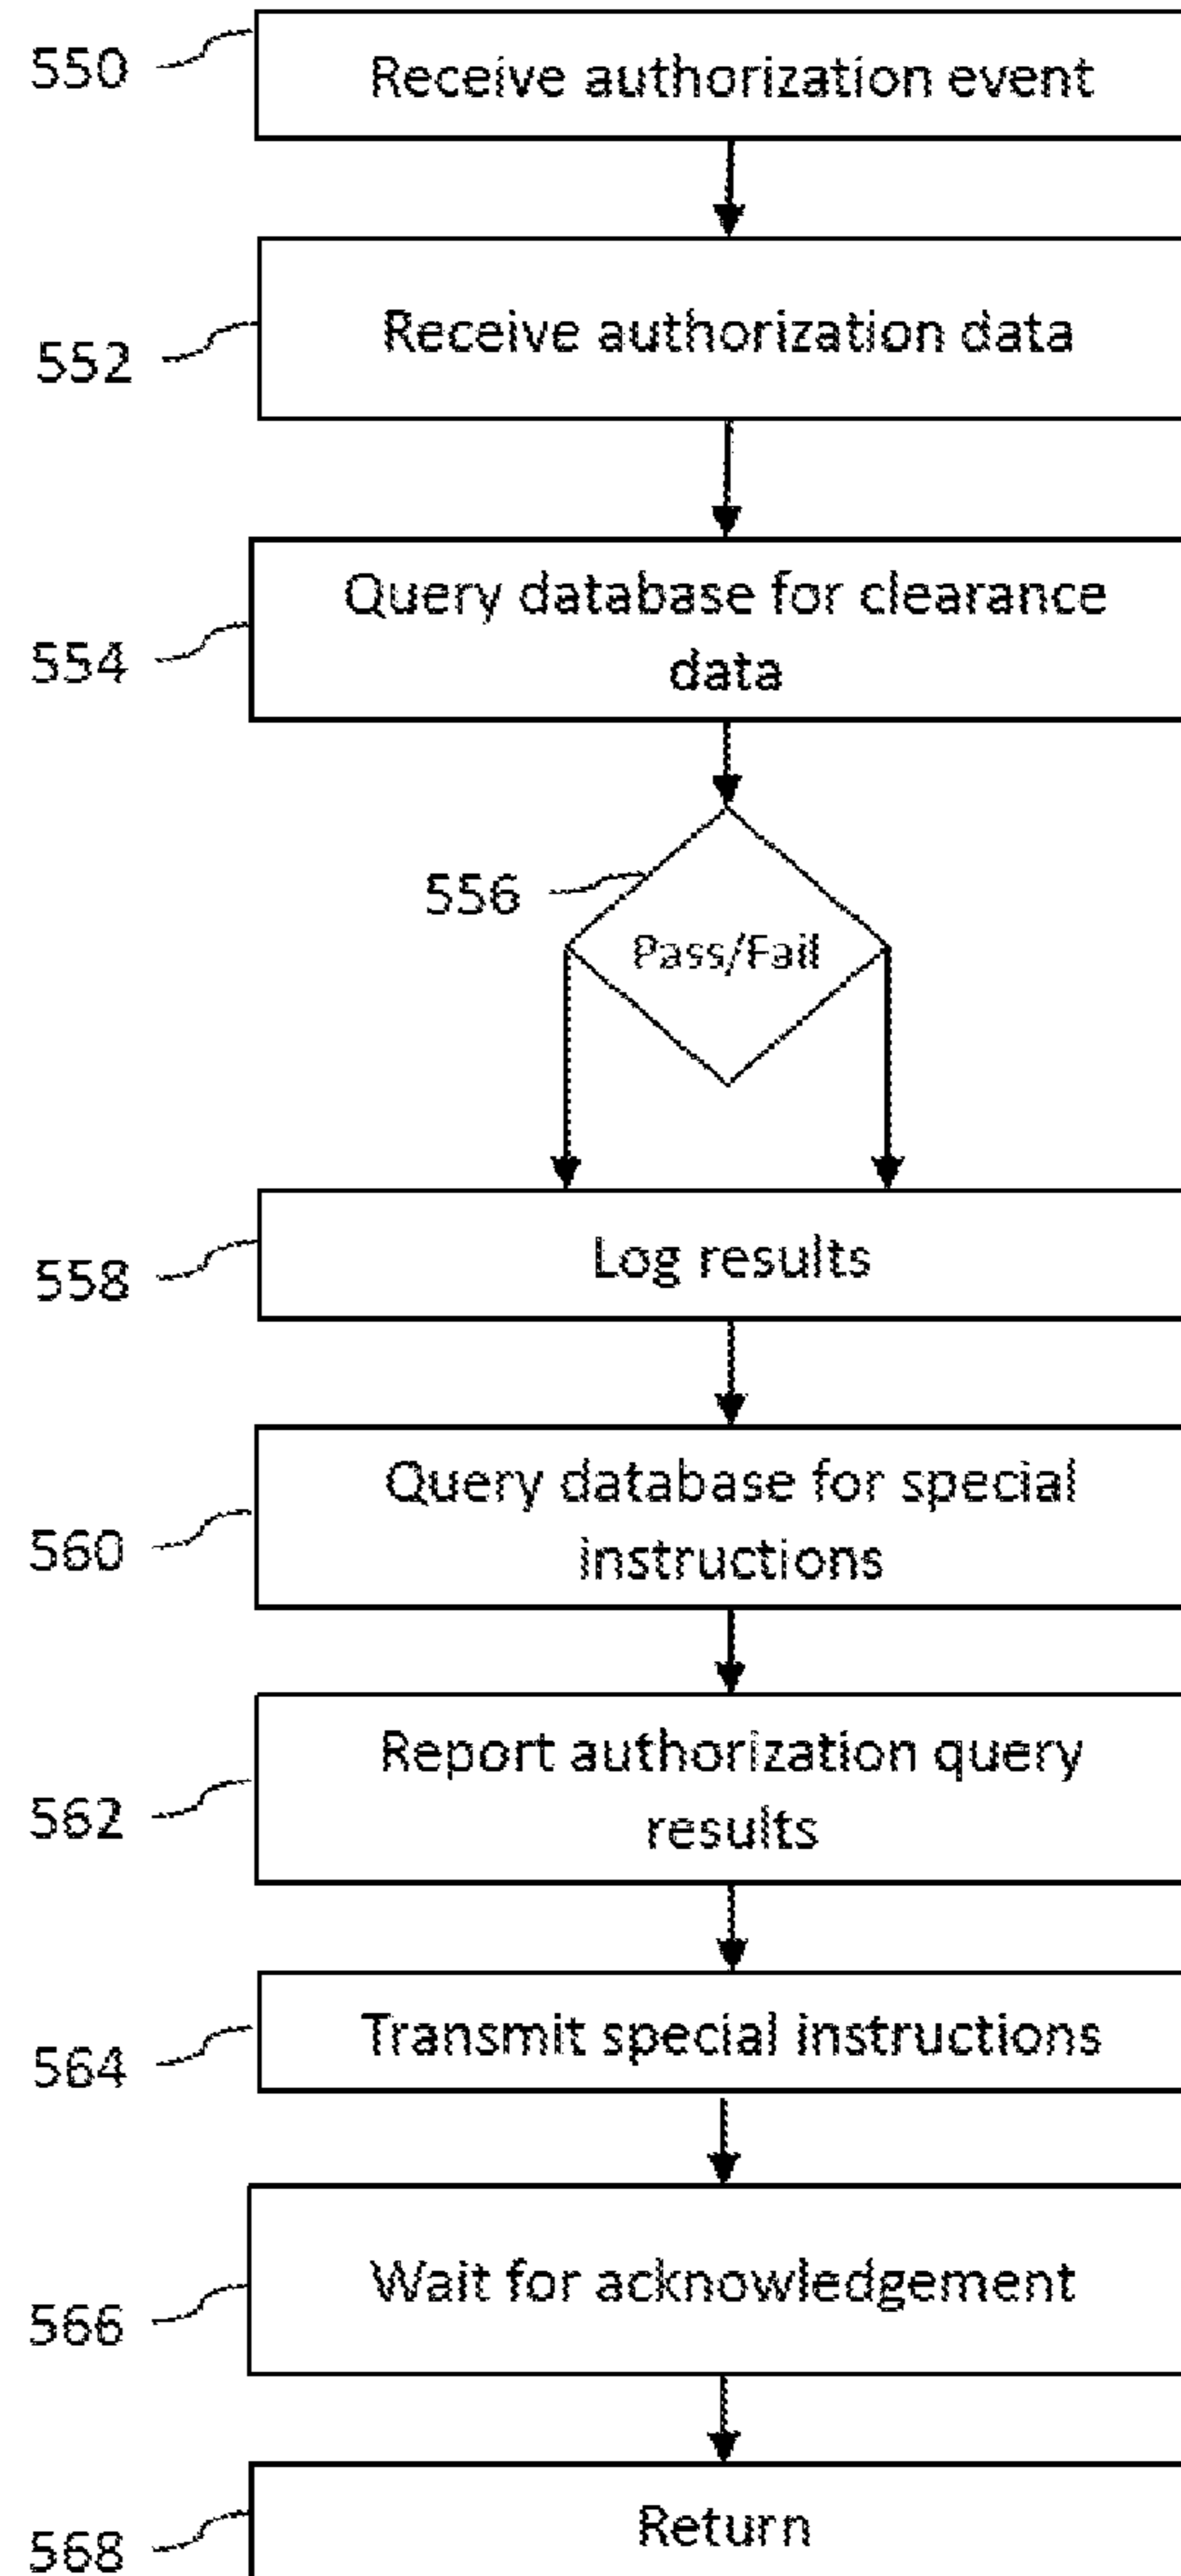 550
Receive authorization event
552
Receive authorization data
554
Query database for clearance
data
556
Pass/Fail
558
Log results
560
Query database for special
instructions
562
Report authorization query
results
564
Transmit special instructions
566
Wait for acknowledgement
568
Return